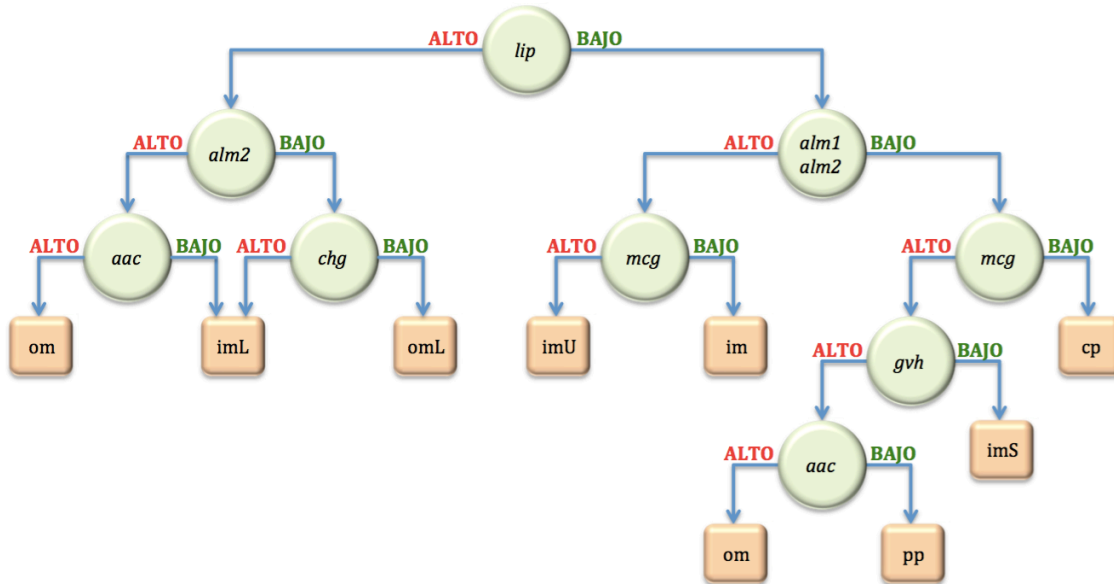 ALTO lip BAJO
ALTO alm2 BAJO
ALTO alm1 BAJO
alm2
ALTO aac BAJO
ALTO chg BAJO
ALTO mcg BAJO
ALTO mcg BAJO
om
imL
omL
imU
im
ALTO gvh BAJO
cp
ALTO aac BAJO
imS
om
pp